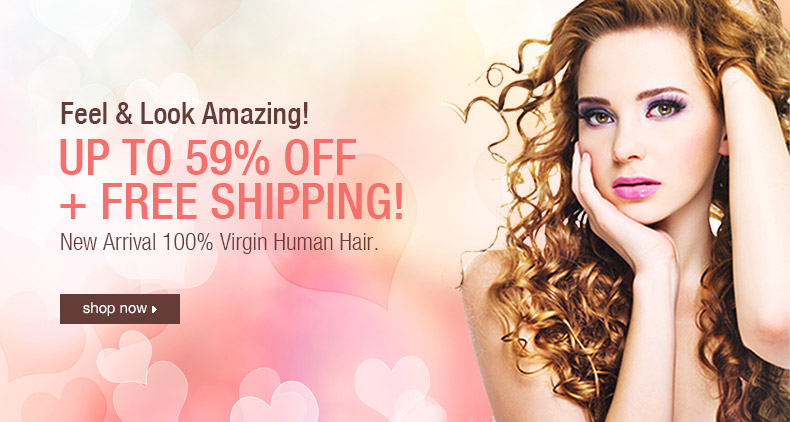 Feel & Look Amazing!
UP TO 59% OFF
+ FREE SHIPPING!
New Arrival 100% Virgin Human Hair.
shop now